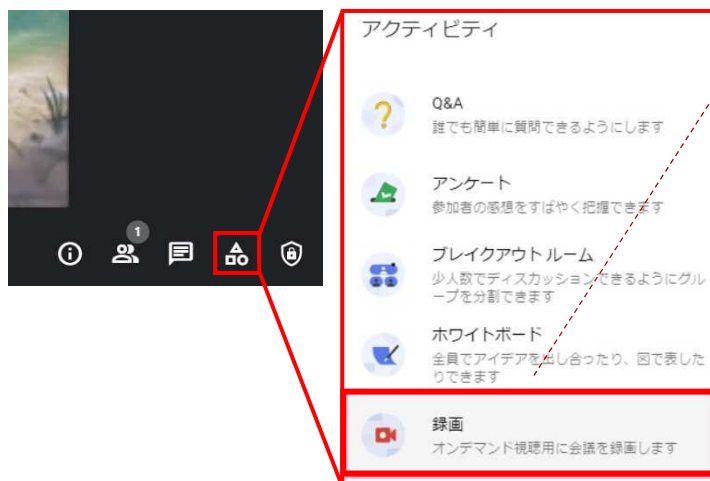 アクティビティ
Q&A
誰でも簡単に質問できるようにします
アンケート
参加者の感想をすばやく把握できます
ブレイクアウト ルーム
少人数でディスカッションできるようにグル
ープを分割できます
ホワイトボード
全員でアイデアを出し合ったり、図で表した
りできます
1
録画
オンデマンド視聴用に会議を録画します